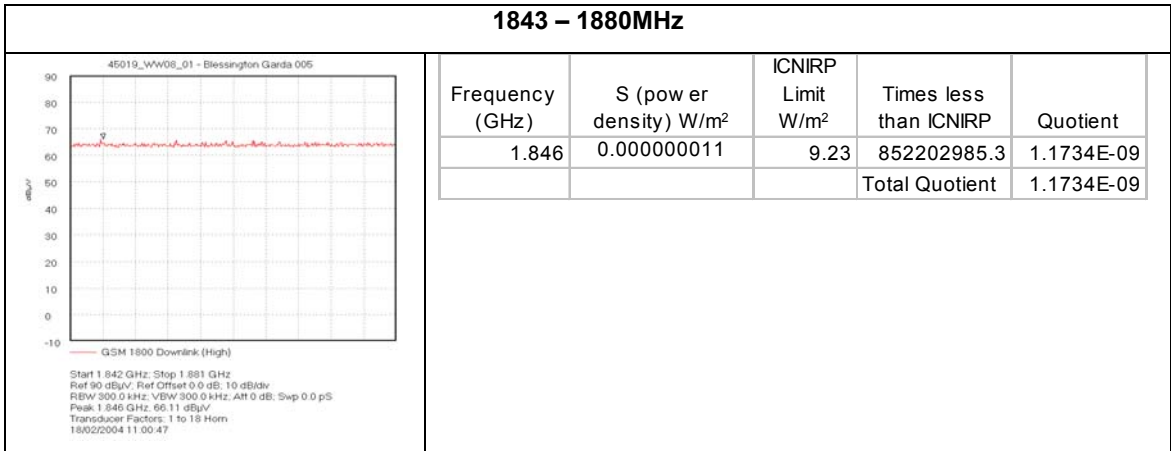 1843 – 1880MHz
45019_WW08_01 - Blessington Garda 005
90
80
70
60
50
40
30
20
10
0
-10
dBµV
GSM 1800 Downlink (High)
Start 1.842 GHz; Stop 1.881 GHz
Ref 90 dBµV; Ref Offset 0.0 dB; 10 dB/div
RBW 300.0 kHz; VBW 300.0 kHz; Att 0 dB; Swp 0.0 pS
Peak 1.846 GHz, 66.11 dBµV
Transducer Factors: 1 to 18 Horn
18/02/2004 11:00:47
Frequency (GHz) S (pow er density) W/m² ICNIRP Limit W/m² Times less than ICNIRP Quotient
1.846 0.000000011 9.23 852202985.3 1.1734E-09
Total Quotient 1.1734E-09